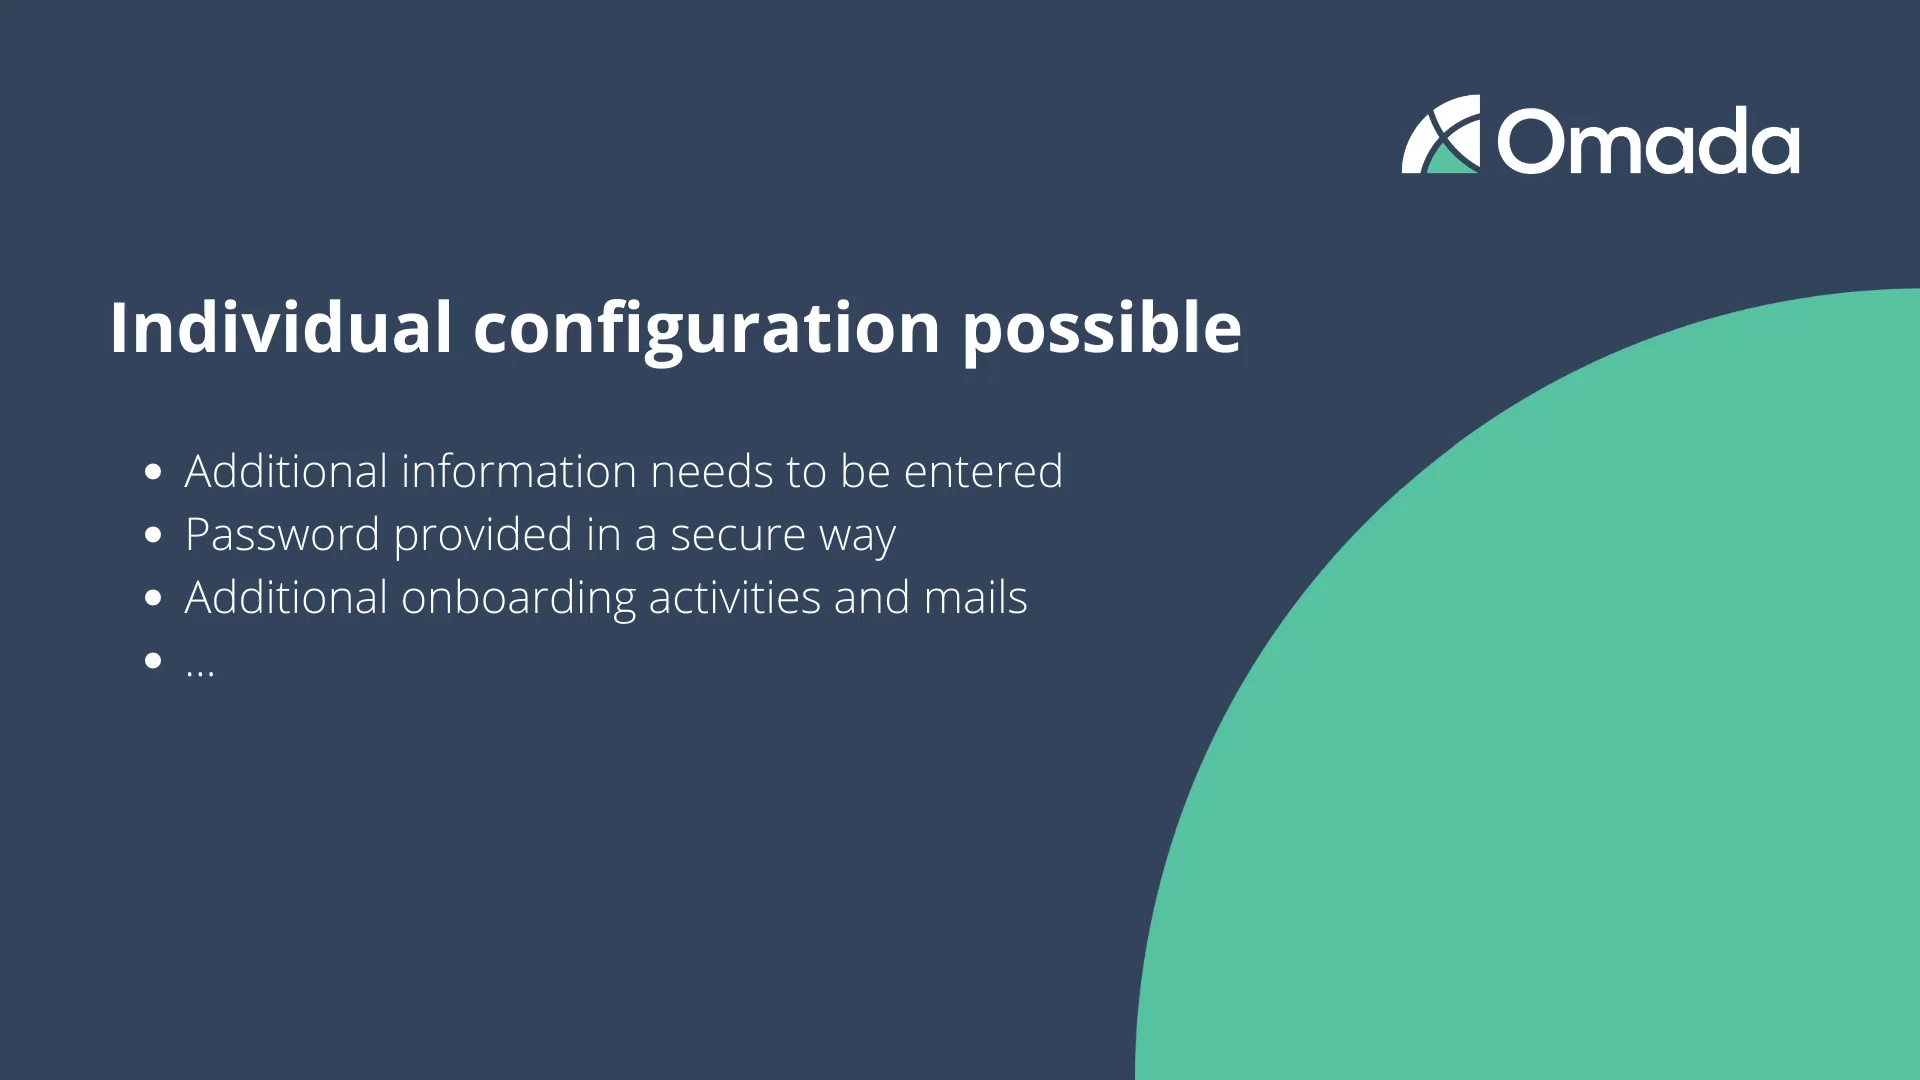 Omada
Individual configuration possible
• Additional information needs to be entered
• Password provided in a secure way
• Additional onboarding activities and mails
• ...